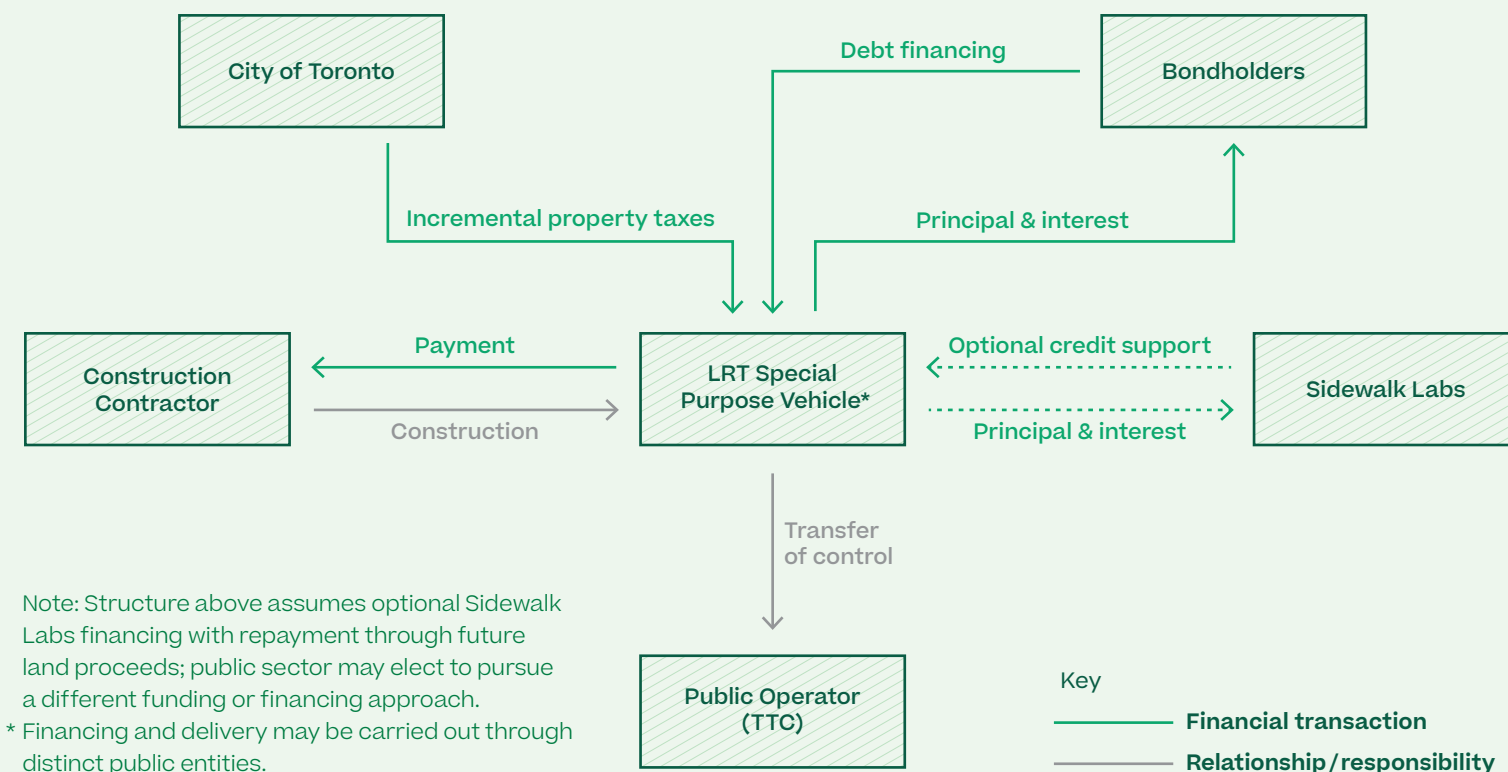 City of Toronto
Debt financing
Bondholders
Incremental property taxes
Principal & interest
Construction
Contractor
Payment
Construction
LRT Special
Purpose Vehicle*
Optional credit support
Principal & interest
Sidewalk Labs
Transfer
of control
Public Operator
(TTC)
Note: Structure above assumes optional Sidewalk
Labs financing with repayment through future
land proceeds; public sector may elect to pursue
a different funding or financing approach.
* Financing and delivery may be carried out through
distinct public entities.
Key
Financial transaction
Relationship/responsibility